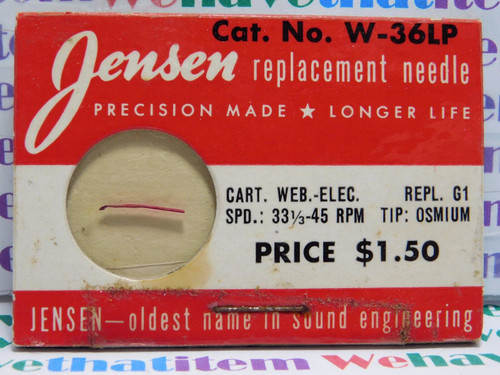 Cat. No. W-36LP
Jensen replacement needle
PRECISION MADE ★ LONGER LIFE
CART. WEB.-ELEC. REPL. G1
SPD.: 33⅓-45 RPM TIP: OSMIUM
PRICE $1.50
JENSEN—oldest name in sound engineering
WehavethatitemWehave